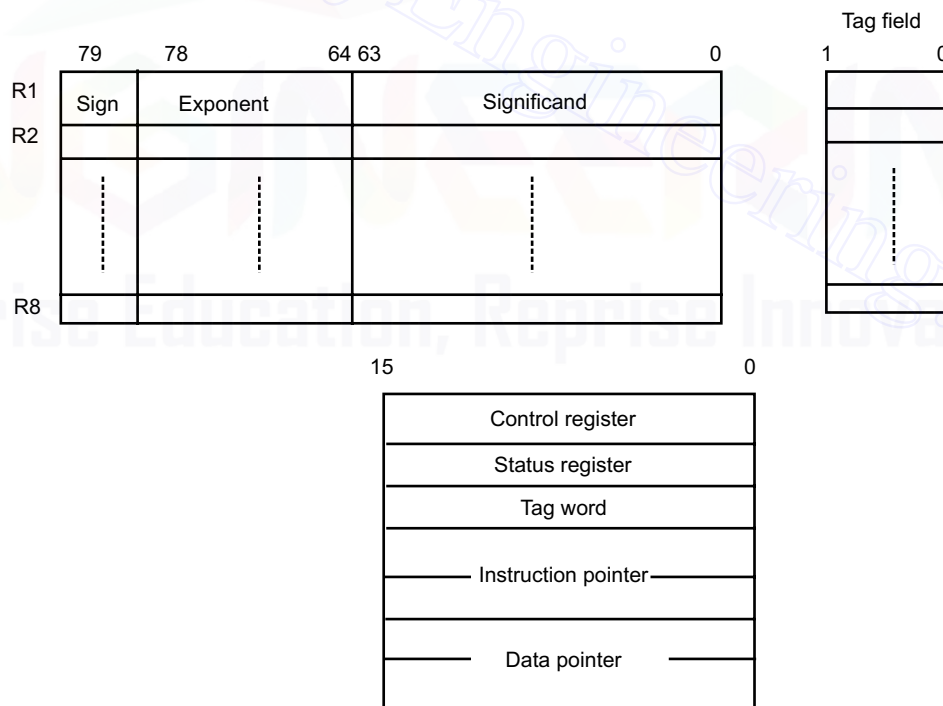 Tag field
79 78 64 63 0 1 0
R1 Sign Exponent Significand
R2
R8
15 0
Control register
Status register
Tag word
Instruction pointer
Data pointer